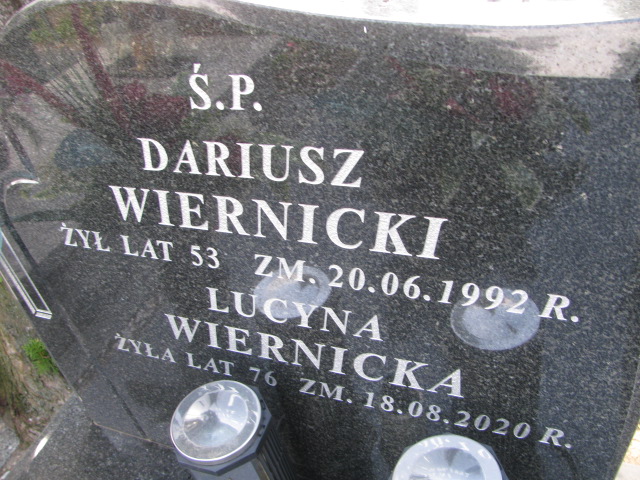 Ś.P.
DARIUSZ
WIERNICKI
ŻYŁ LAT 53 ZM. 20.06.1992 R.
LUCYNA
WIERNICKA
ŻYŁA LAT 76 ZM. 18.08.2020 R.